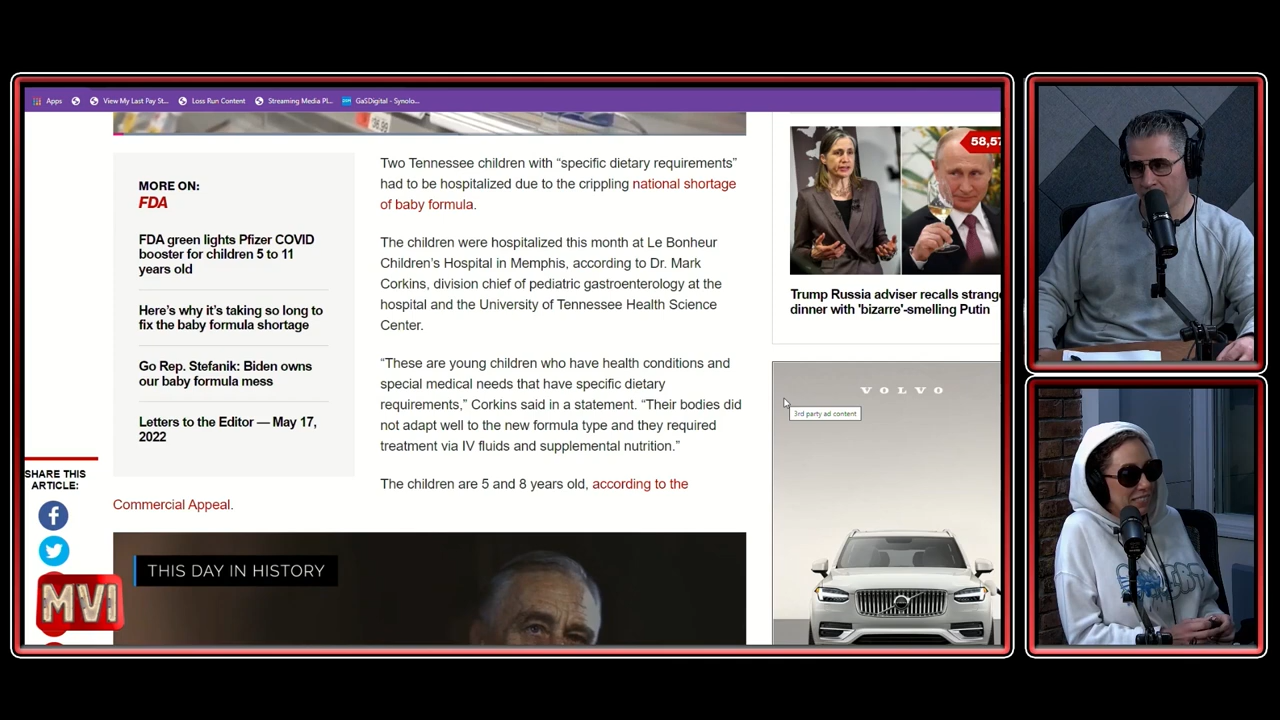 Apps
View My Last Pay St...
Loss Run Content
Streaming Media Pl...
GaSDigital - Synolo...
36.99
MORE ON:
FDA
FDA green lights Pfizer COVID
booster for children 5 to 11
years old
Here’s why it’s taking so long to
fix the baby formula shortage
Go Rep. Stefanik: Biden owns
our baby formula mess
Letters to the Editor — May 17,
2022
SHARE THIS
ARTICLE:
Two Tennessee children with “specific dietary requirements”
had to be hospitalized due to the crippling national shortage
of baby formula.
The children were hospitalized this month at Le Bonheur
Children’s Hospital in Memphis, according to Dr. Mark
Corkins, division chief of pediatric gastroenterology at the
hospital and the University of Tennessee Health Science
Center.
“These are young children who have health conditions and
special medical needs that have specific dietary
requirements,” Corkins said in a statement. “Their bodies did
not adapt well to the new formula type and they required
treatment via IV fluids and supplemental nutrition.”
The children are 5 and 8 years old, according to the
Commercial Appeal.
THIS DAY IN HISTORY
MVI
58,57
Trump Russia adviser recalls strange
dinner with 'bizarre'-smelling Putin
VOLVO
3rd party ad content